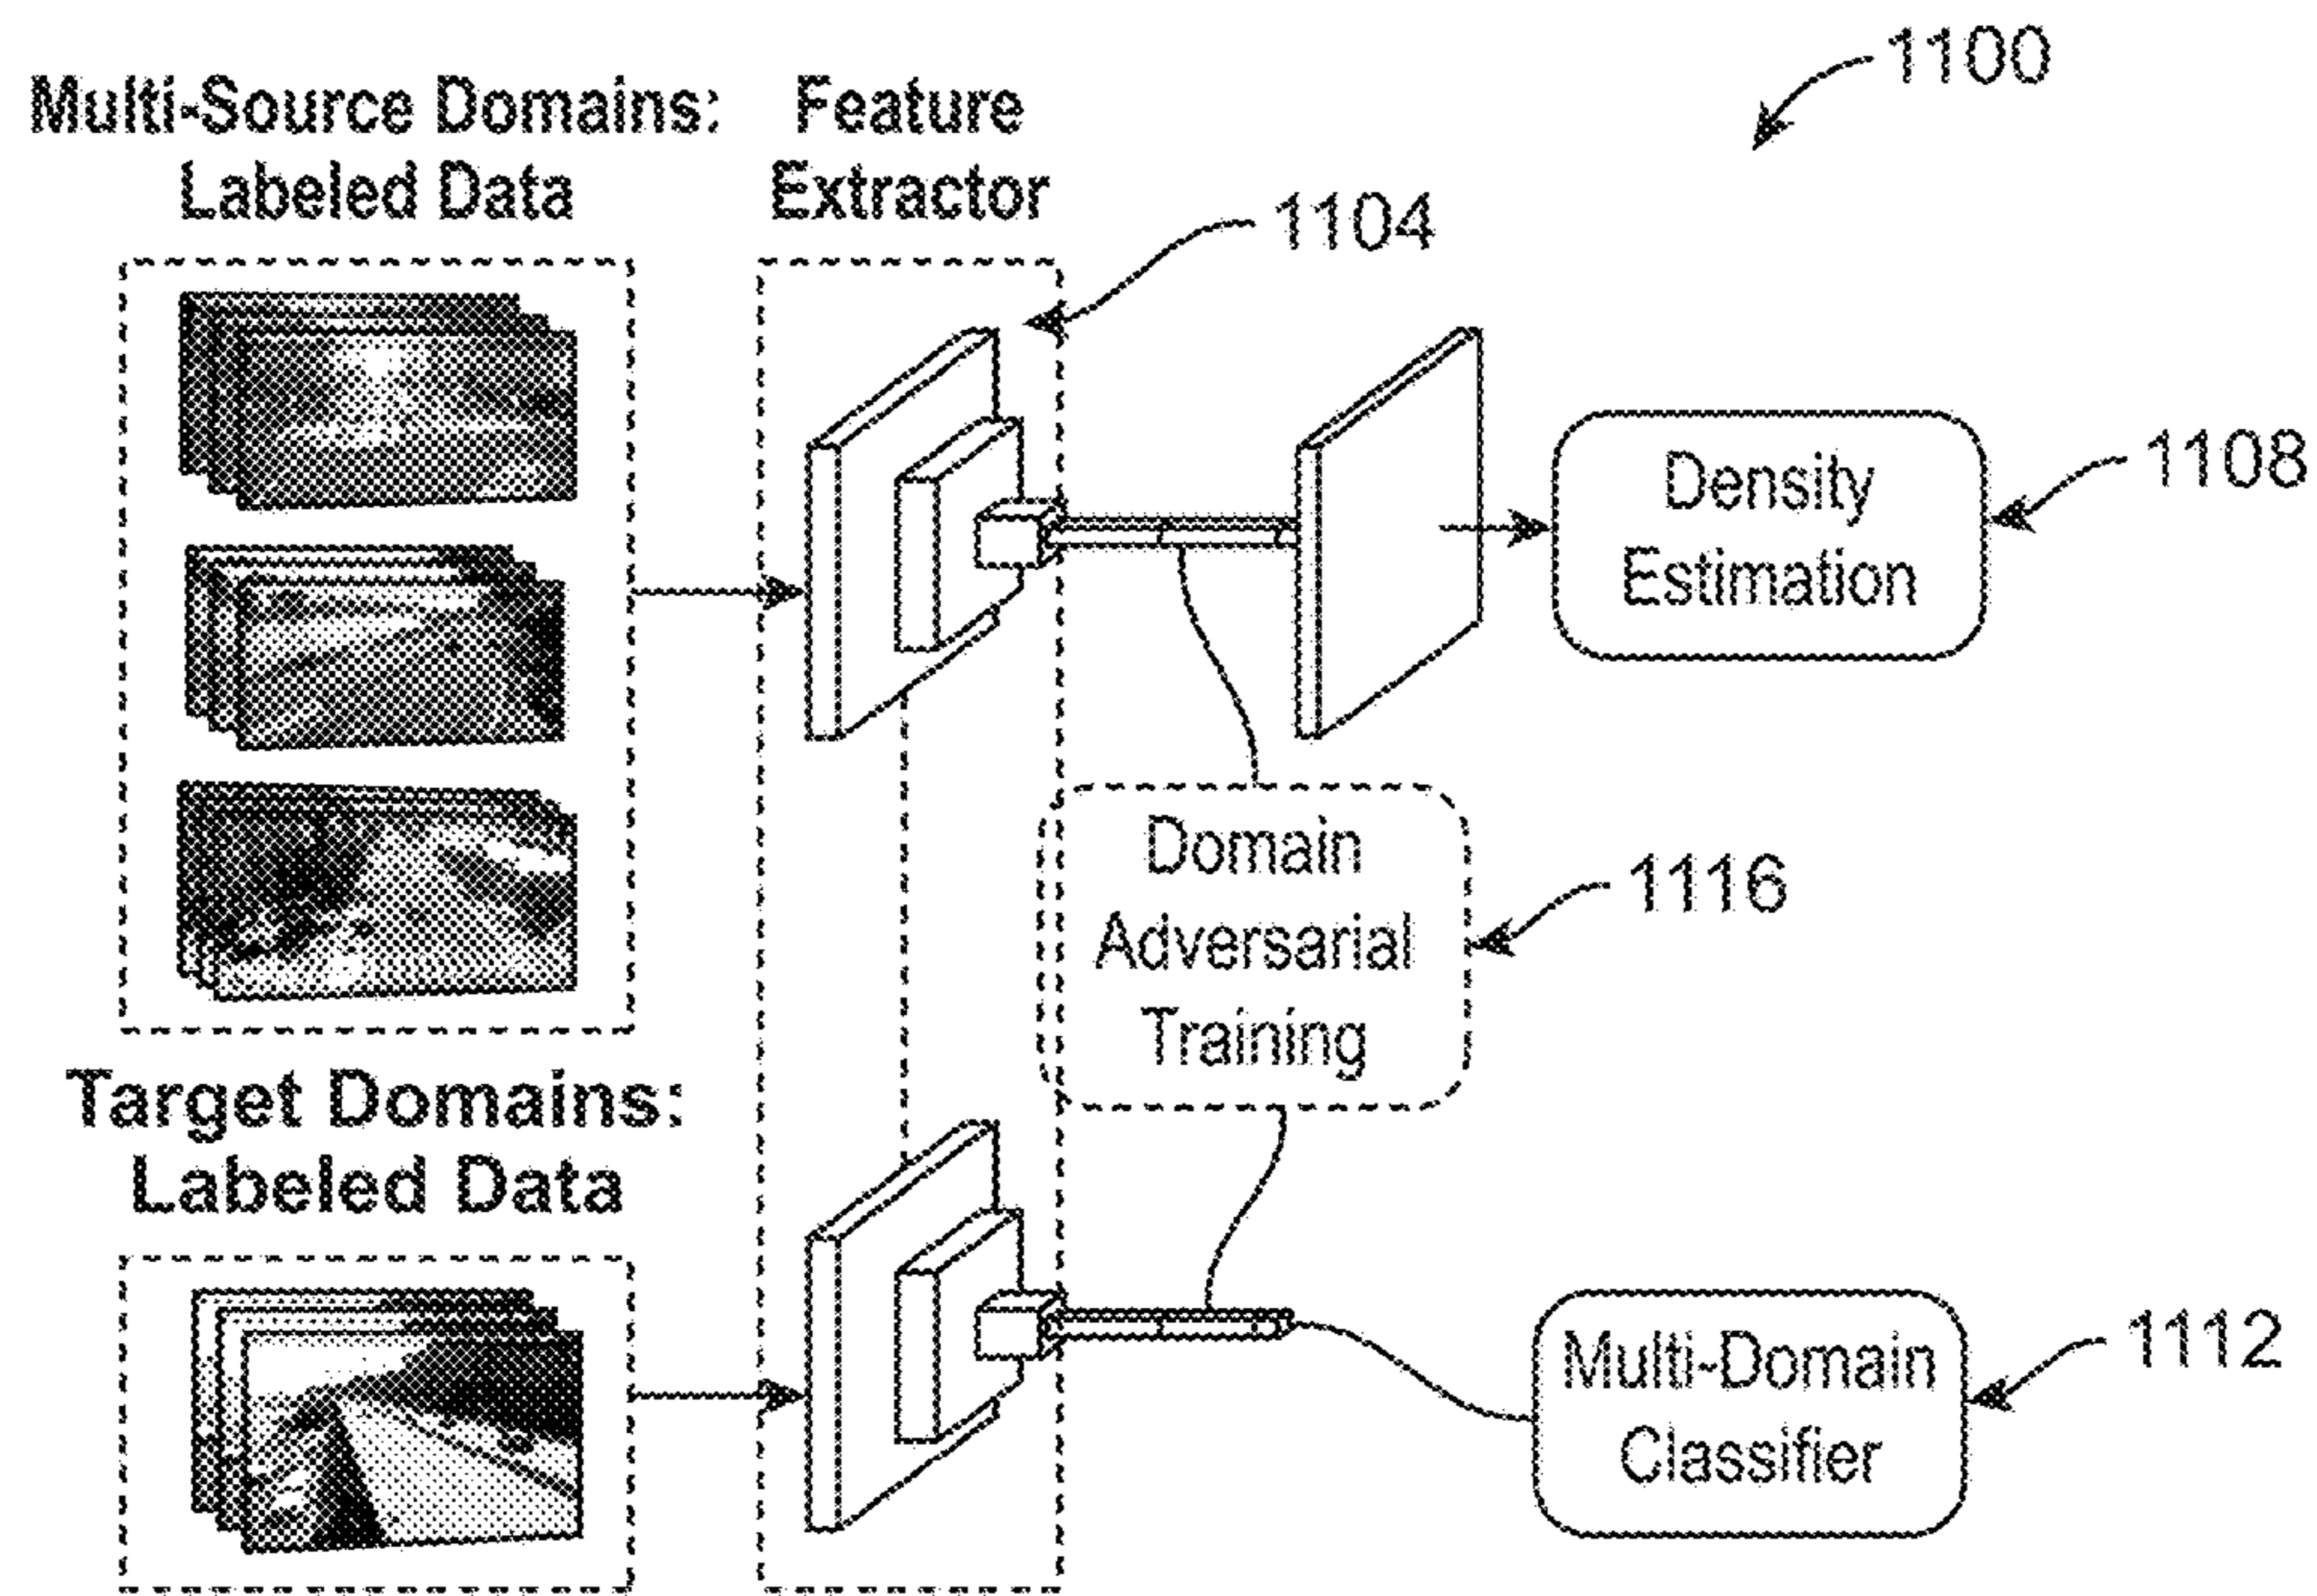 1100
Multi-Source Domains:
Labeled Data
Feature
Extractor
1104
Density
Estimation
1108
Domain
Adversarial
Training
1116
Target Domains:
Labeled Data
Multi-Domain
Classifier
1112